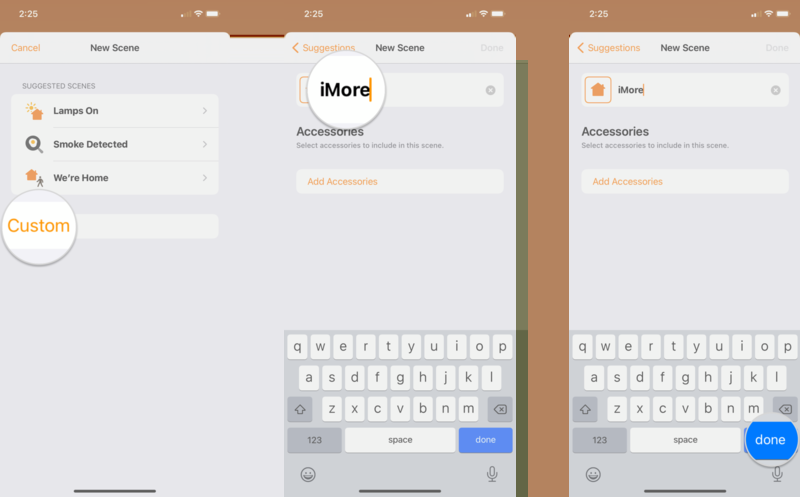 2:25
Cancel
New Scene
SUGGESTED SCENES
Lamps On
Smoke Detected
We're Home
Custom
2:25
Suggestions
New Scene
Done
iMore
Accessories
Select accessories to include in this scene.
Add Accessories
q w e r t y u i o p
a s d f g h j k l
z x c v b n m
123 space done
2:25
Suggestions
New Scene
Done
iMore
Accessories
Select accessories to include in this scene.
Add Accessories
q w e r t y u i o p
a s d f g h j k l
z x c v b n m
123 space done